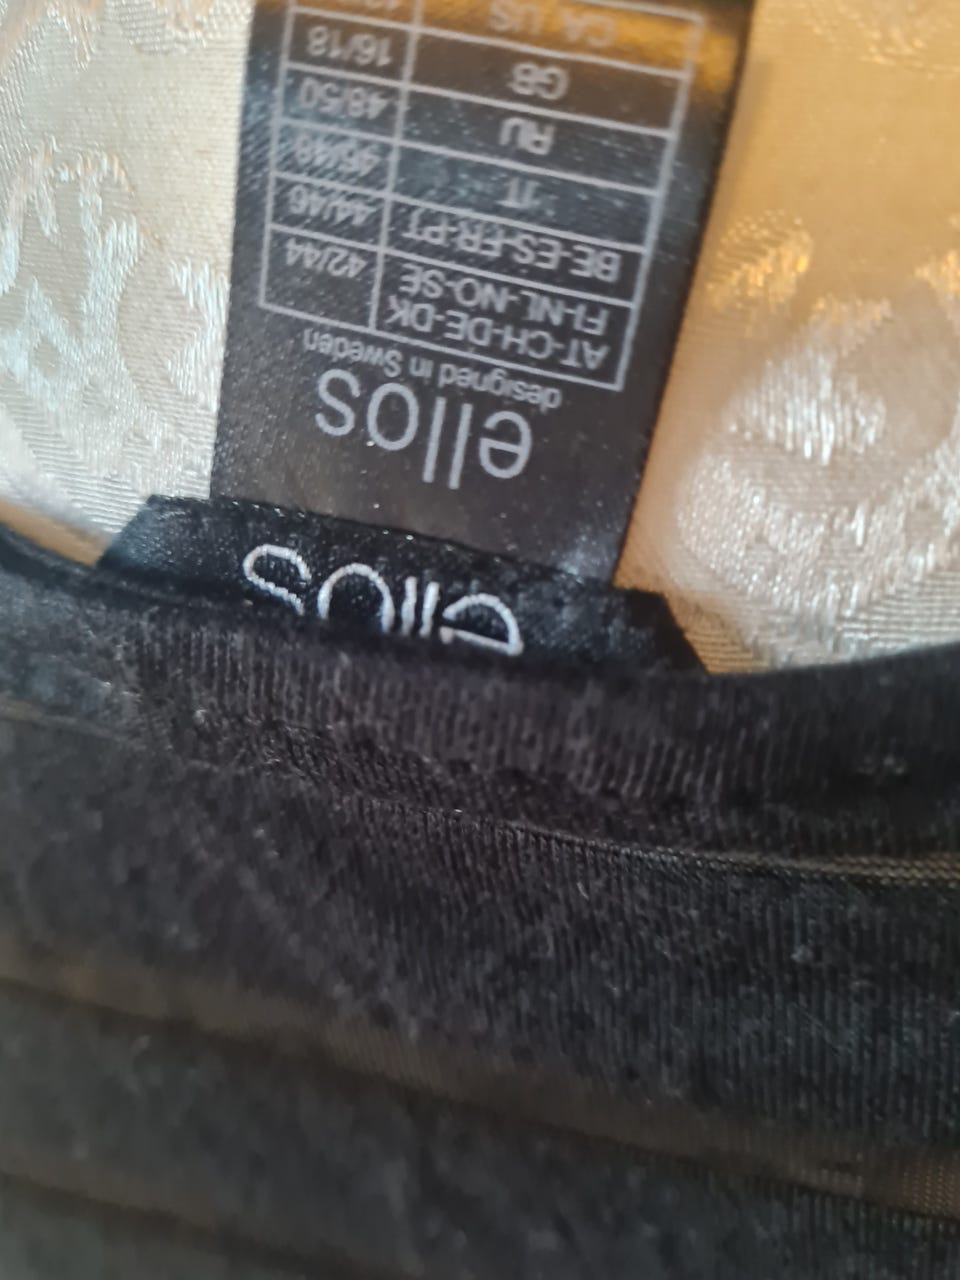 ellos
ellos
designed in Sweden
AT-CH-DE-DK
FI-NL-NO-SE 42/44
BE-ES-FR-PT 44/46
IT 46/48
RU 48/50
GB 16/18
CA US